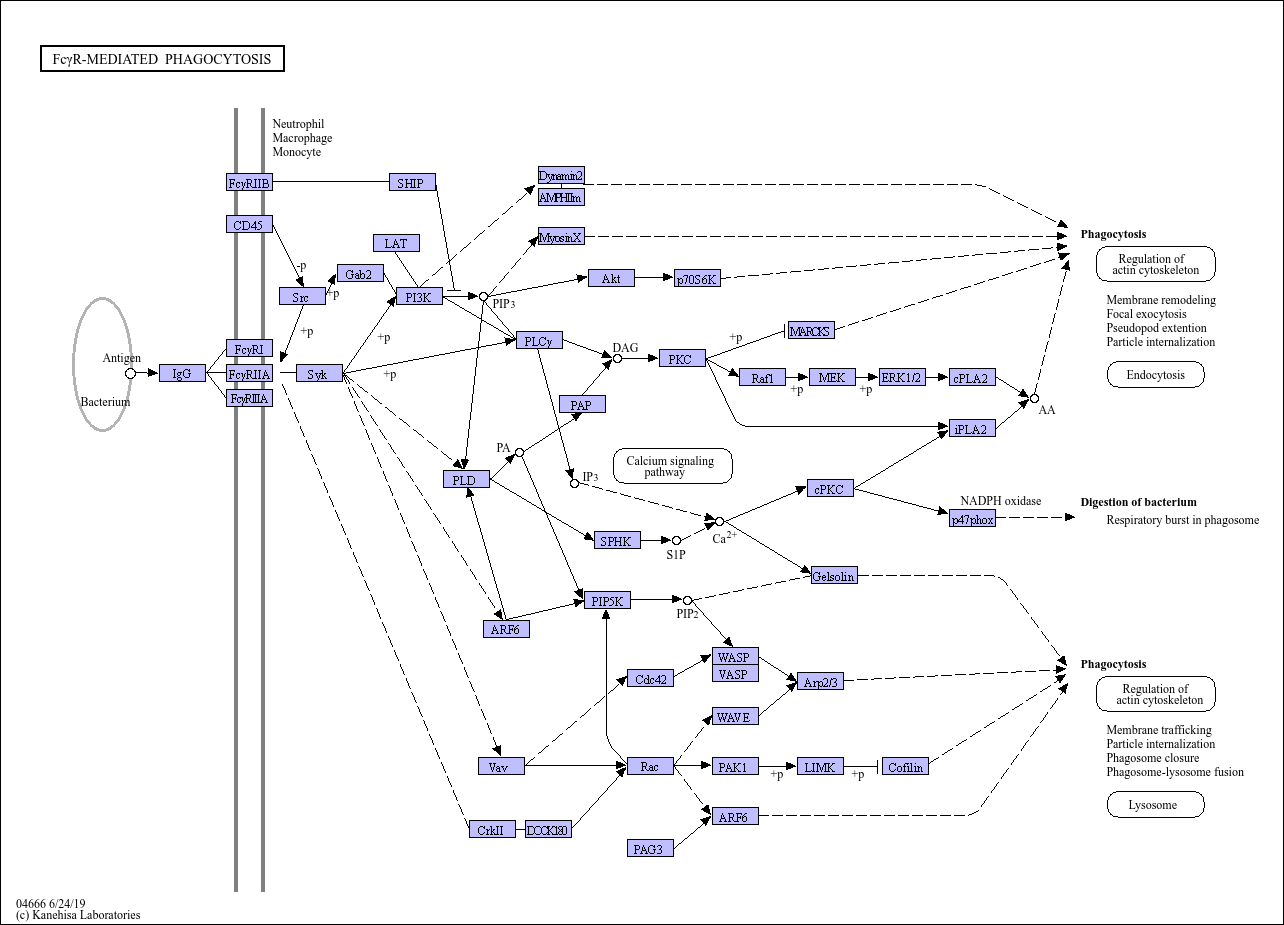 FcγR-MEDIATED PHAGOCYTOSIS
Neutrophil
Macrophage
Monocyte
FcγRIIB
SHIP
Dynamin2
AMPHIIm
CD45
LAT
MyosinX
Phagocytosis
-p
Gab2
Akt
p70S6K
Regulation of
actin cytoskeleton
Src
+p
PI3K
PIP3
Membrane remodeling
Focal exocytosis
Pseudopod extention
Particle internalization
+p
+p
PLCγ
+p
MARCKS
Antigen
FcγRI
DAG
PKC
IgG
FcγRIIA
Syk
+p
Raf1
+p
MEK
+p
ERK1/2
cPLA2
Endocytosis
Bacterium
FcγRIIIA
PAP
AA
iPLA2
PA
Calcium signaling
pathway
PLD
IP3
cPKC
NADPH oxidase
Digestion of bacterium
p47phox
Respiratory burst in phagosome
SPHK
S1P
Ca2+
Gelsolin
PIP5K
PIP2
ARF6
WASP
VASP
Phagocytosis
Cdc42
Arp2/3
Regulation of
actin cytoskeleton
WAVE
Membrane trafficking
Particle internalization
Phagosome closure
Phagosome-lysosome fusion
Vav
Rac
PAK1
+p
LIMK
+p
Cofilin
Lysosome
CrkII
DOCK180
ARF6
PAG3
04666 6/24/19
(c) Kanehisa Laboratories